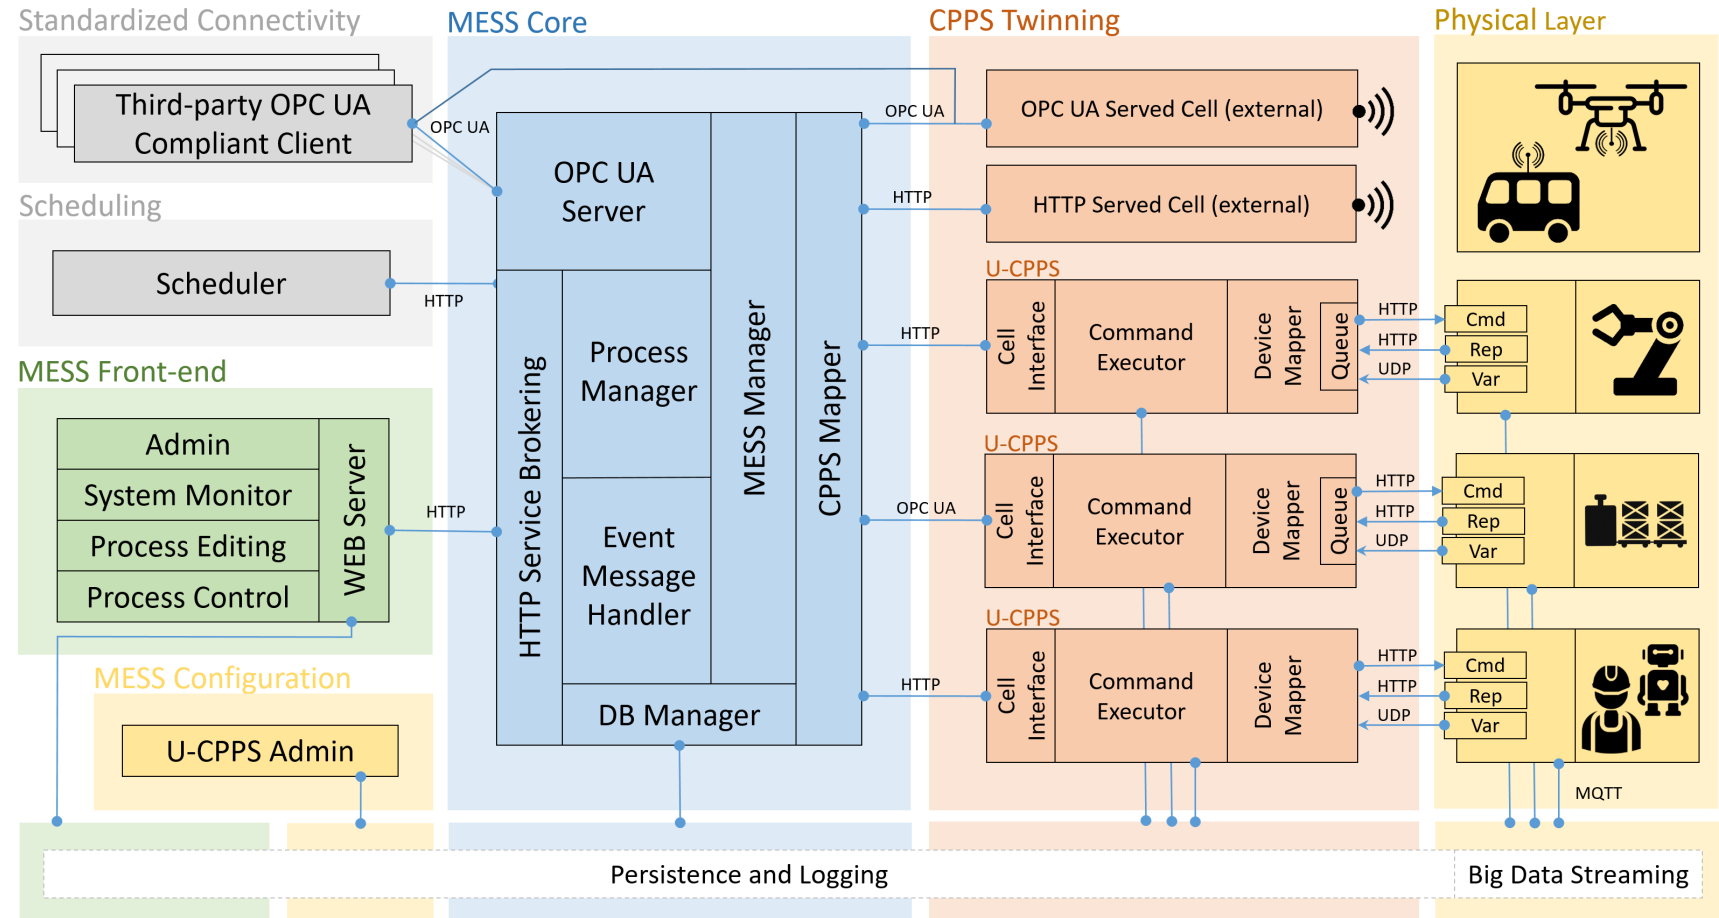 Standardized Connectivity
Third-party OPC UA
Compliant Client
OPC UA
Scheduling
Scheduler
HTTP
MESS Front-end
Admin
System Monitor
Process Editing
Process Control
WEB Server
HTTP
MESS Configuration
U-CPPS Admin
MESS Core
OPC UA
Server
HTTP Service Brokering
Process
Manager
Event
Message
Handler
DB Manager
MESS Manager
CPPS Mapper
OPC UA
HTTP
HTTP
OPC UA
HTTP
CPPS Twinning
OPC UA Served Cell (external)
HTTP Served Cell (external)
U-CPPS
Cell
Interface
Command
Executor
Device
Mapper
Queue
HTTP
HTTP
UDP
U-CPPS
Cell
Interface
Command
Executor
Device
Mapper
Queue
HTTP
HTTP
UDP
U-CPPS
Cell
Interface
Command
Executor
Device
Mapper
HTTP
HTTP
UDP
Physical Layer
Cmd
Rep
Var
Cmd
Rep
Var
Cmd
Rep
Var
MQTT
Persistence and Logging
Big Data Streaming